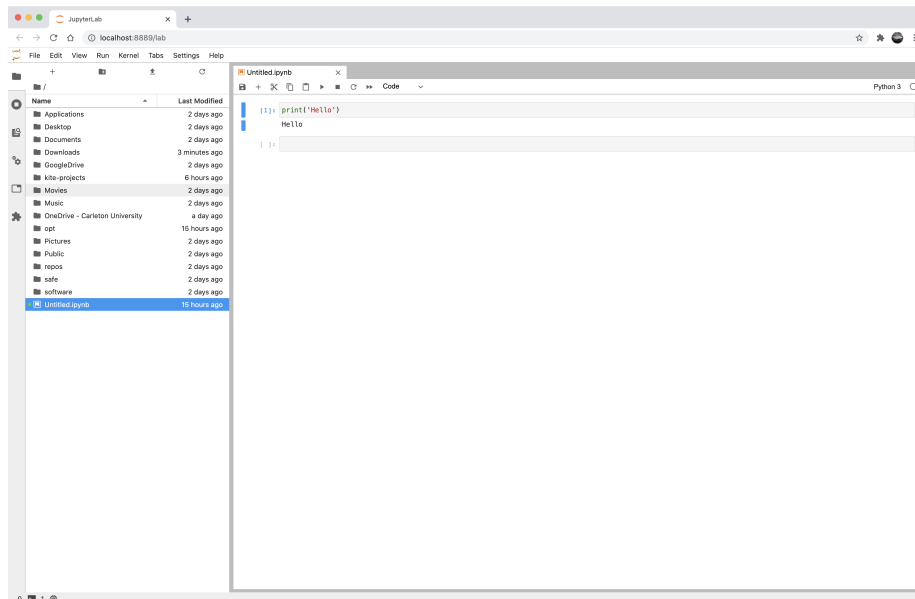 JupyterLab
localhost:8889/lab
File Edit View Run Kernel Tabs Settings Help
Untitled.ipynb
/
Code
Python 3
Name Last Modified
Applications 2 days ago
Desktop 2 days ago
Documents 2 days ago
Downloads 3 minutes ago
GoogleDrive 2 days ago
kite-projects 6 hours ago
Movies 2 days ago
Music 2 days ago
OneDrive - Carleton University a day ago
opt 15 hours ago
Pictures 2 days ago
Public 2 days ago
repos 2 days ago
safe 2 days ago
software 2 days ago
Untitled.ipynb 15 hours ago
[1]: print('Hello')
Hello
[ ]: